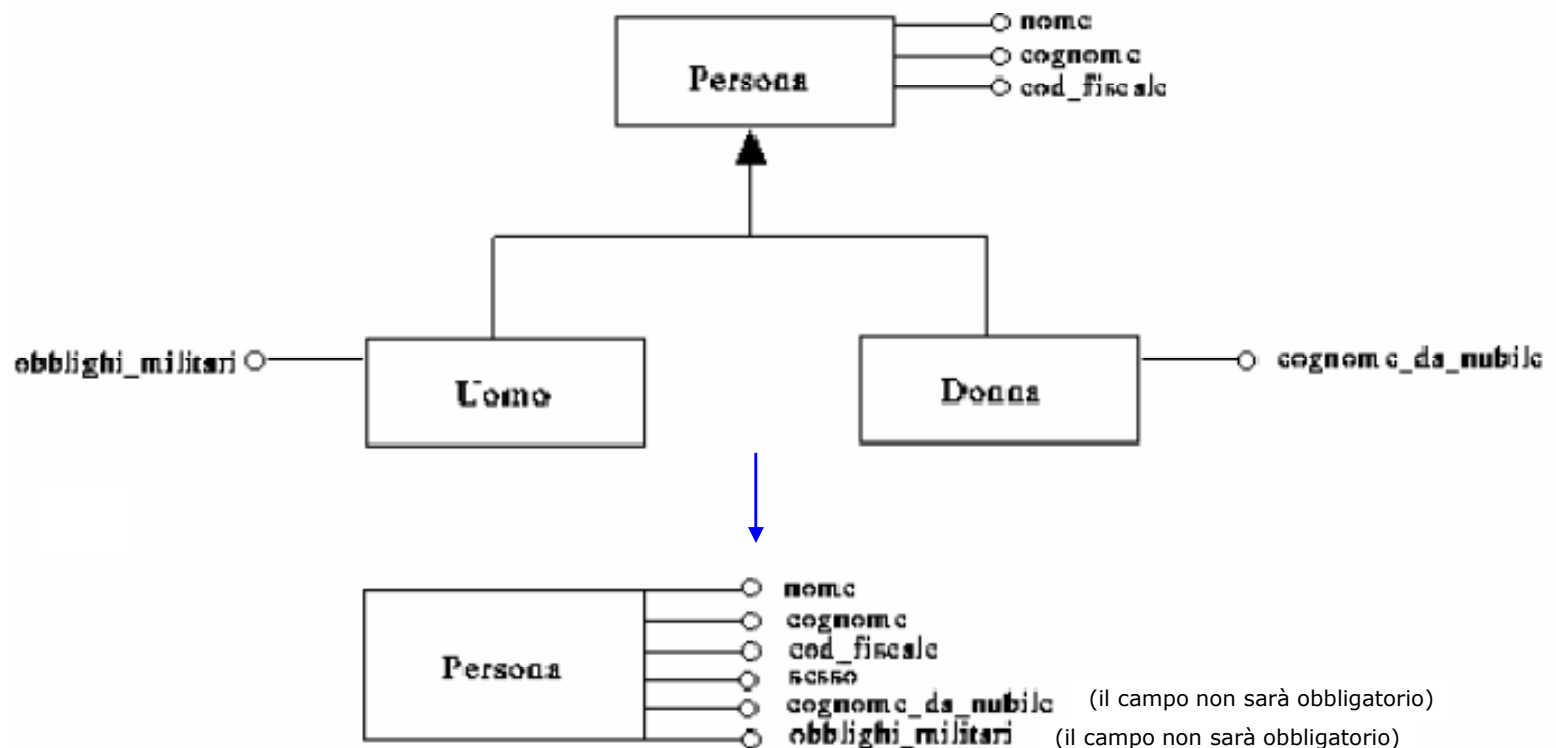 nome
cognome
Persona
cod_fiscale
obblighi_militari
Uomo
Donna
cognome_da_nubile
nome
cognome
cod_fiscale
Persona
sesso
cognome_da_nubile (il campo non sarà obbligatorio)
obblighi_militari (il campo non sarà obbligatorio)